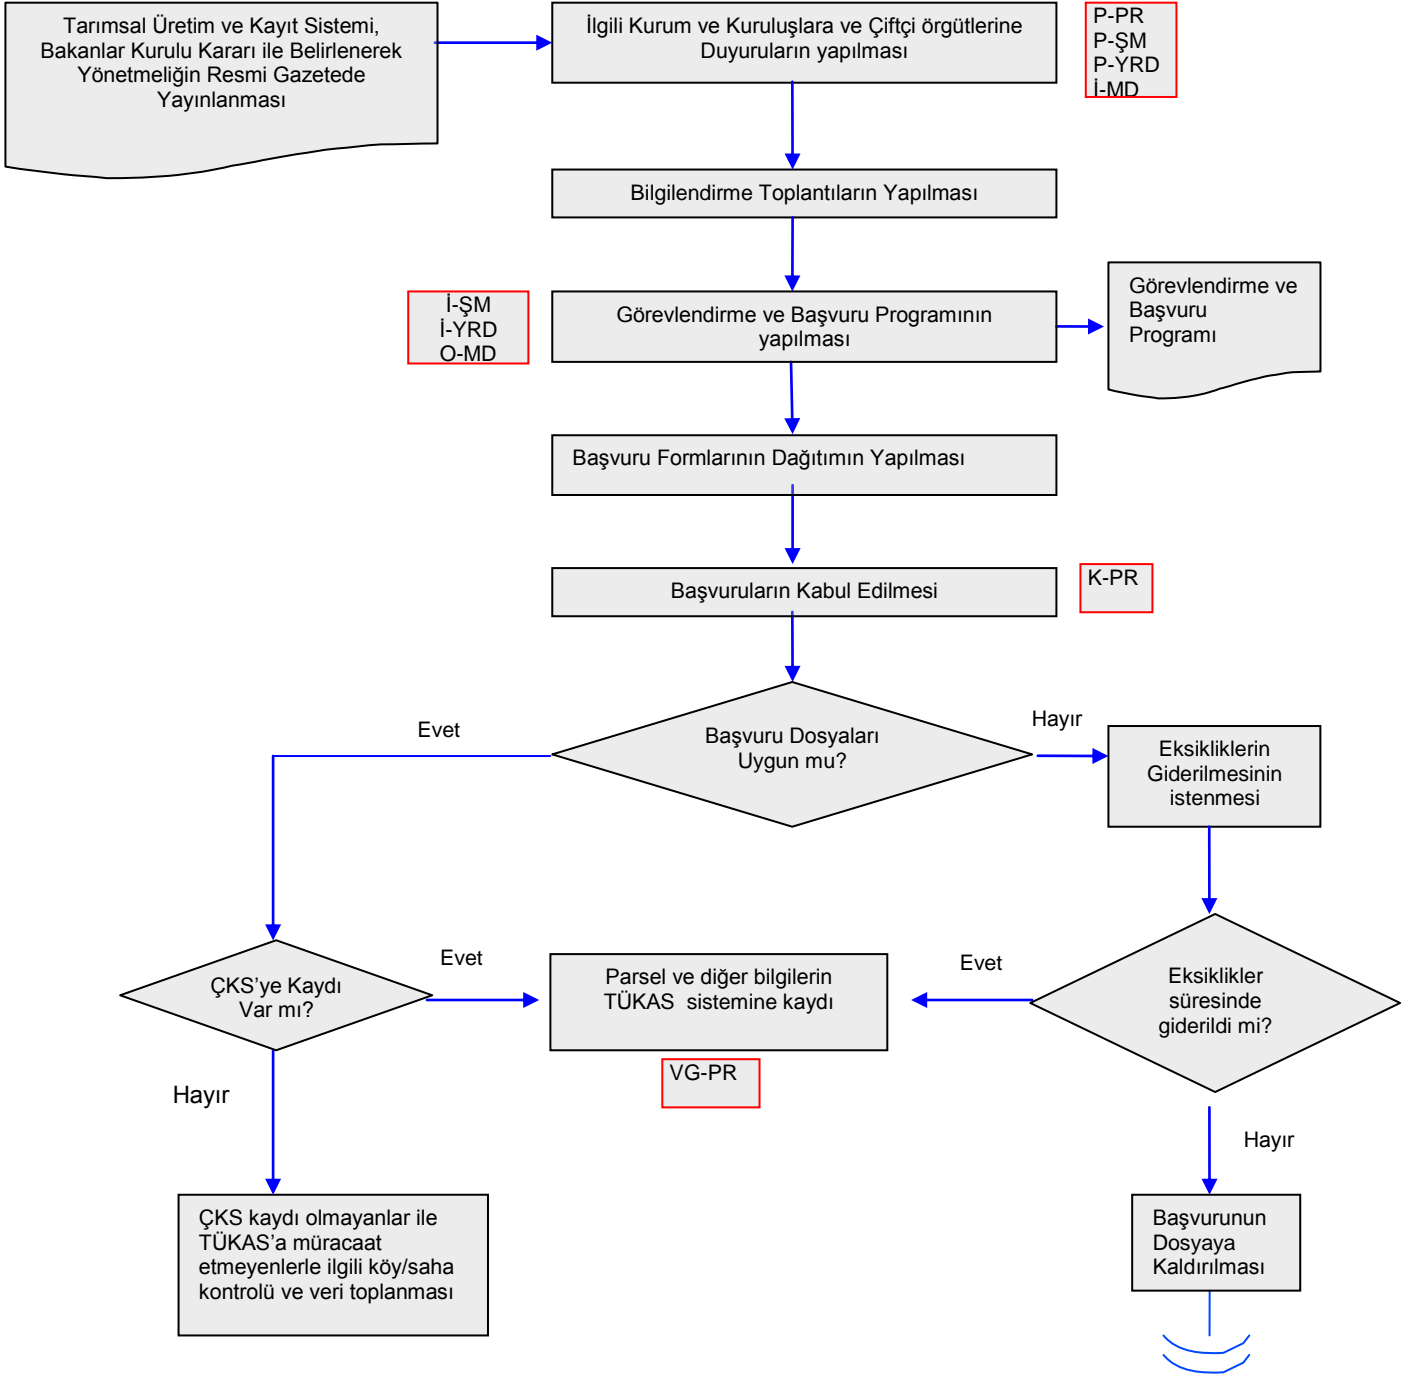 Tarımsal Üretim ve Kayıt Sistemi,
Bakanlar Kurulu Kararı ile Belirlenerek
Yönetmeliğin Resmi Gazetede
Yayınlanması
İlgili Kurum ve Kuruluşlara ve Çiftçi örgütlerine
Duyuruların yapılması
P-PR
P-ŞM
P-YRD
İ-MD
Bilgilendirme Toplantıların Yapılması
İ-ŞM
İ-YRD
O-MD
Görevlendirme ve Başvuru Programının
yapılması
Görevlendirme ve
Başvuru
Programı
Başvuru Formlarının Dağıtımın Yapılması
Başvuruların Kabul Edilmesi
K-PR
Evet
Başvuru Dosyaları
Uygun mu?
Hayır
Eksikliklerin
Giderilmesinin
istenmesi
ÇKS’ye Kaydı
Var mı?
Evet
Parsel ve diğer bilgilerin
TÜKAS sistemine kaydı
Evet
Eksiklikler
süresinde
giderildi mi?
VG-PR
Hayır
Hayır
ÇKS kaydı olmayanlar ile
TÜKAS’a müracaat
etmeyenlerle ilgili köy/saha
kontrolü ve veri toplanması
Başvurunun
Dosyaya
Kaldırılması